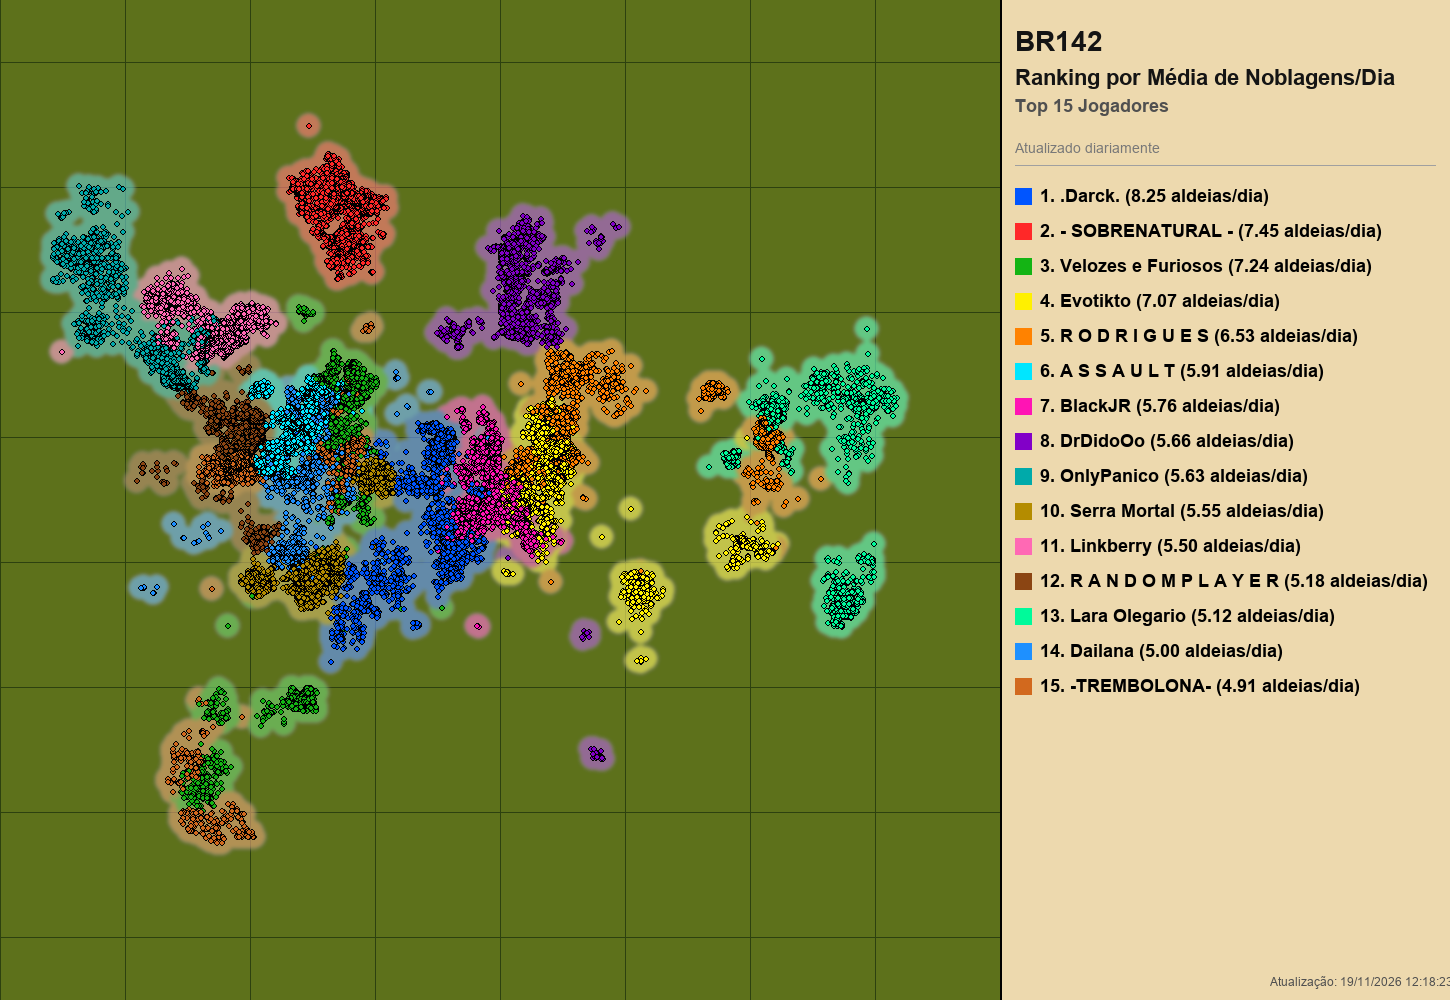 BR142
Ranking por Média de Noblagens/Dia
Top 15 Jogadores
Atualizado diariamente
1. .Darck. (8.25 aldeias/dia)
2. - SOBRENATURAL - (7.45 aldeias/dia)
3. Velozes e Furiosos (7.24 aldeias/dia)
4. Evotikto (7.07 aldeias/dia)
5. R O D R I G U E S (6.53 aldeias/dia)
6. A S S A U L T (5.91 aldeias/dia)
7. BlackJR (5.76 aldeias/dia)
8. DrDidoOo (5.66 aldeias/dia)
9. OnlyPanico (5.63 aldeias/dia)
10. Serra Mortal (5.55 aldeias/dia)
11. Linkberry (5.50 aldeias/dia)
12. R A N D O M P L A Y E R (5.18 aldeias/dia)
13. Lara Olegario (5.12 aldeias/dia)
14. Dailana (5.00 aldeias/dia)
15. -TREMBOLONA- (4.91 aldeias/dia)
Atualização: 19/11/2026 12:18:23